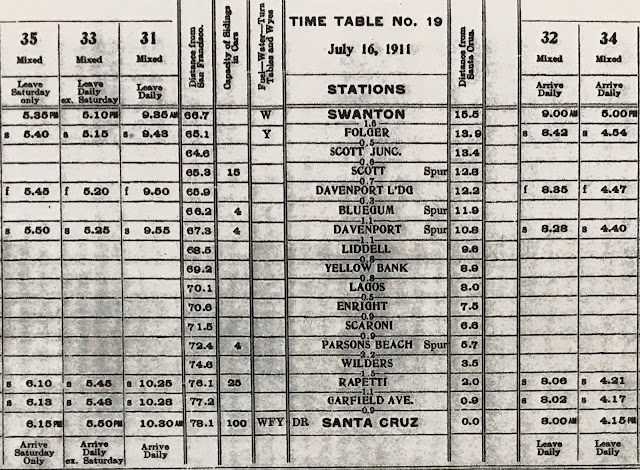 35 33 31 Distance from San Francisco. Capacity of Sidings in Cars Fuel—Water—Turn Tables and Wyes TIME TABLE No. 19 Distance from Santa Cruz. 32 34
Mixed Mixed Mixed July 16, 1911 Mixed Mixed
Leave Saturday only Leave Daily ex. Saturday Leave Daily STATIONS Arrive Daily Arrive Daily
5.35 PM 5.10 PM 9.35 AM 66.7 W SWANTON 15.5 9.00 AM 5.00 PM
1.6
s 5.40 s 5.15 s 9.43 65.1 Y FOLGER 13.9 s 8.42 s 4.54
0.5
64.6 SCOTT JUNC. 13.4
0.6
65.3 15 SCOTT Spur 12.8
0.7
f 5.45 f 5.20 f 9.50 65.9 DAVENPORT L'DG 12.2 f 8.35 f 4.47
0.3
66.2 4 BLUEGUM Spur 11.9
1.1
s 5.50 s 5.25 s 9.55 67.3 4 DAVENPORT Spur 10.8 s 8.28 s 4.40
1.1
68.5 LIDDELL 9.6
0.8
69.2 YELLOW BANK 8.9
0.8
70.1 LAGOS 8.0
0.5
70.6 ENRIGHT 7.5
0.9
71.5 SCARONI 6.6
0.9
72.4 4 PARSONS BEACH Spur 5.7
2.2
74.6 WILDERS 3.5
1.5
s 6.10 s 5.45 s 10.25 76.1 25 RAPETTI 2.0 s 8.06 s 4.21
1.1
s 6.13 s 5.48 s 10.28 77.2 GARFIELD AVE. 0.9 s 8.02 s 4.17
0.9
6.15 PM 5.50 PM 10.30 AM 78.1 100 WFY DR SANTA CRUZ 0.0 8.00 AM 4.15 PM
Arrive Saturday Only Arrive Daily ex. Saturday Arrive Daily Leave Daily Leave Daily